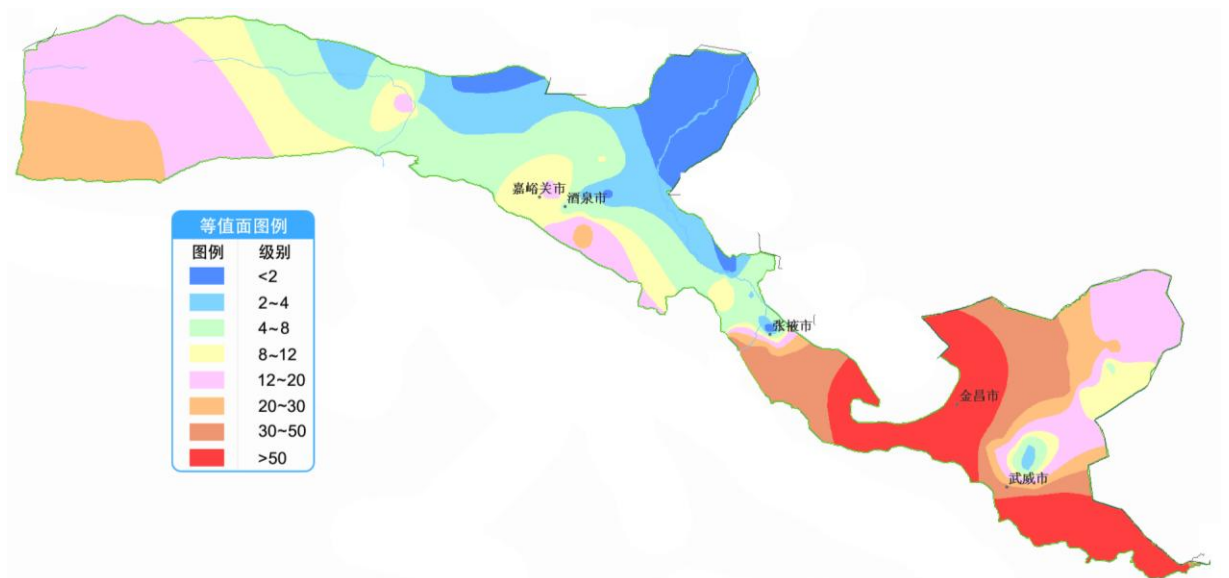 嘉峪关市
酒泉市
等值面图例
图例 级别
<2
2~4
4~8
8~12
12~20
20~30
30~50
>50
张掖市
金昌市
武威市